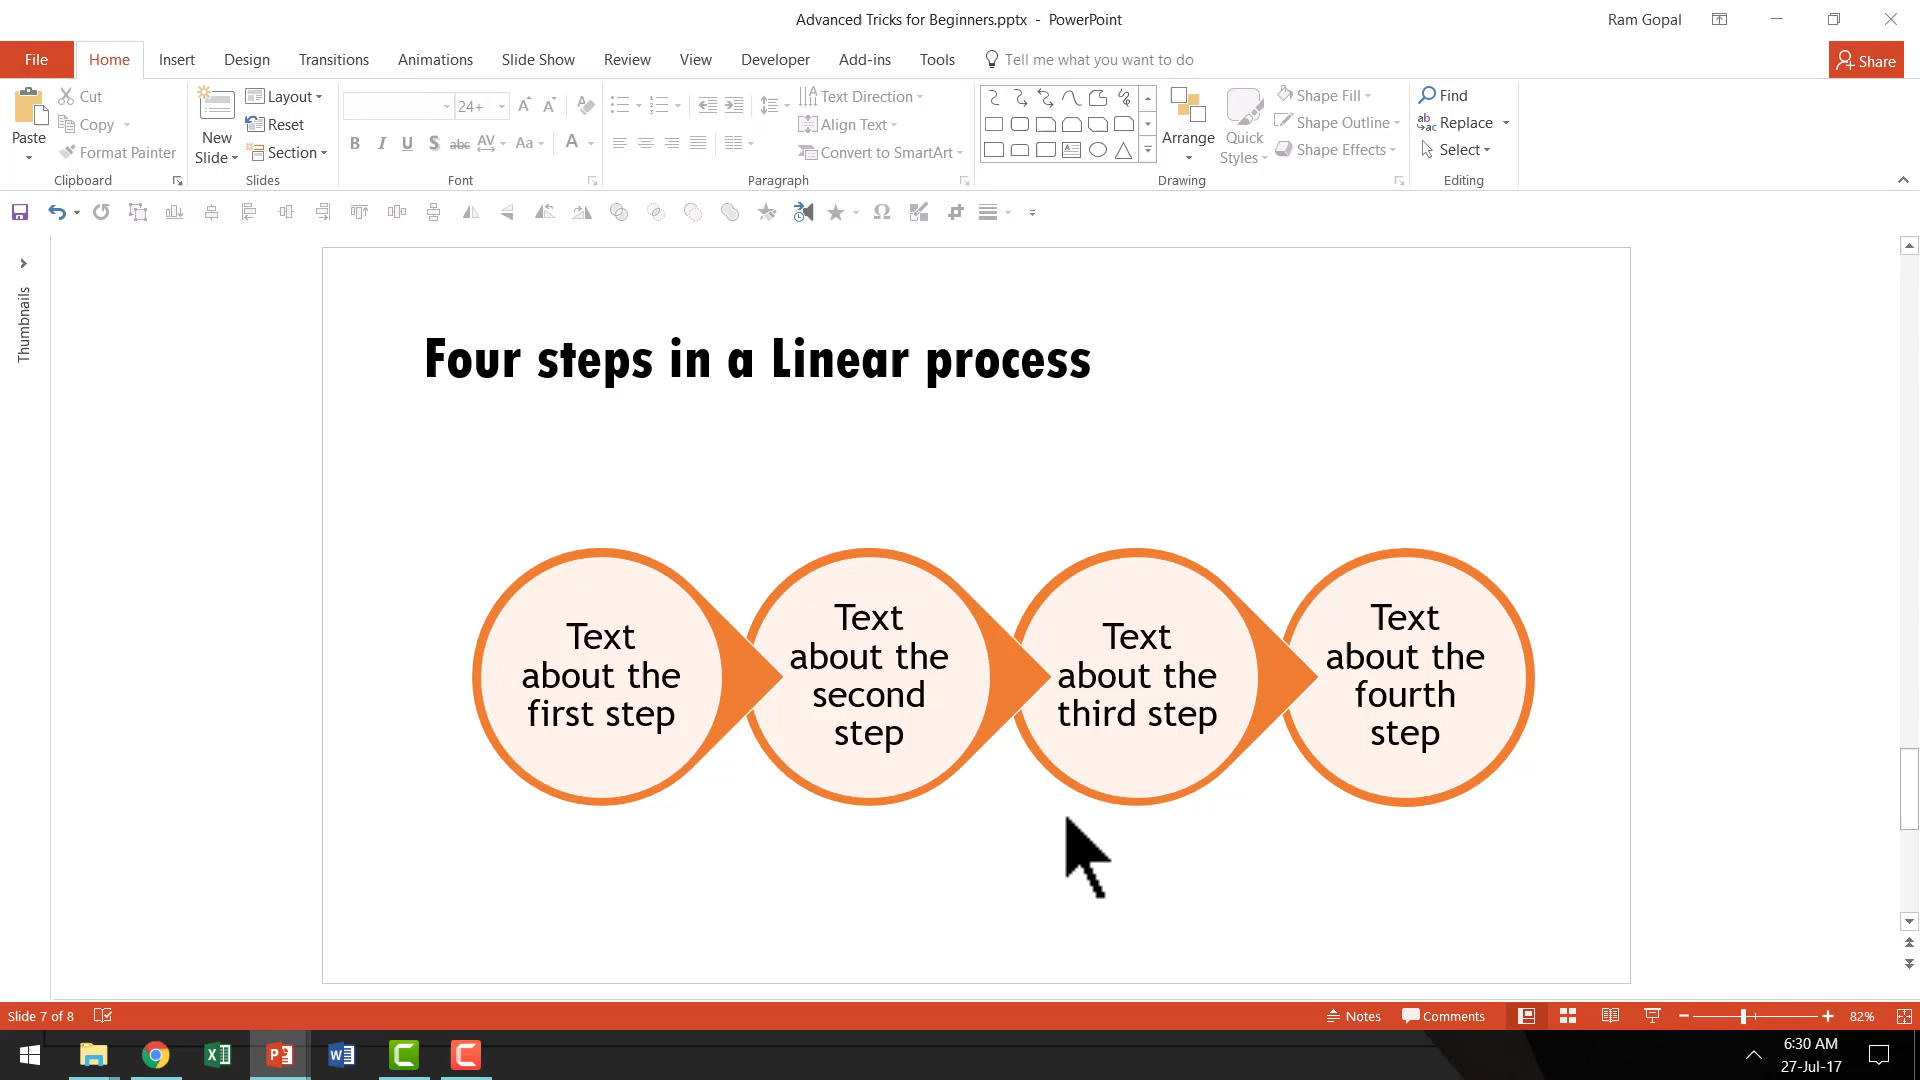 Advanced Tricks for Beginners.pptx - PowerPoint
Ram Gopal
File Home Insert Design Transitions Animations Slide Show Review View Developer Add-ins Tools Tell me what you want to do Share
Paste
Cut
Copy
Format Painter
Clipboard
New Slide
Layout
Reset
Section
Slides
24+
B I U S abc AV Aa A
Font
Text Direction
Align Text
Convert to SmartArt
Paragraph
Arrange
Quick Styles
Shape Fill
Shape Outline
Shape Effects
Drawing
Find
Replace
Select
Editing
Thumbnails
Four steps in a Linear process
Text
about the
first step
Text
about the
second
step
Text
about the
third step
Text
about the
fourth
step
Slide 7 of 8
Notes
Comments
82%
6:30 AM
27-Jul-17